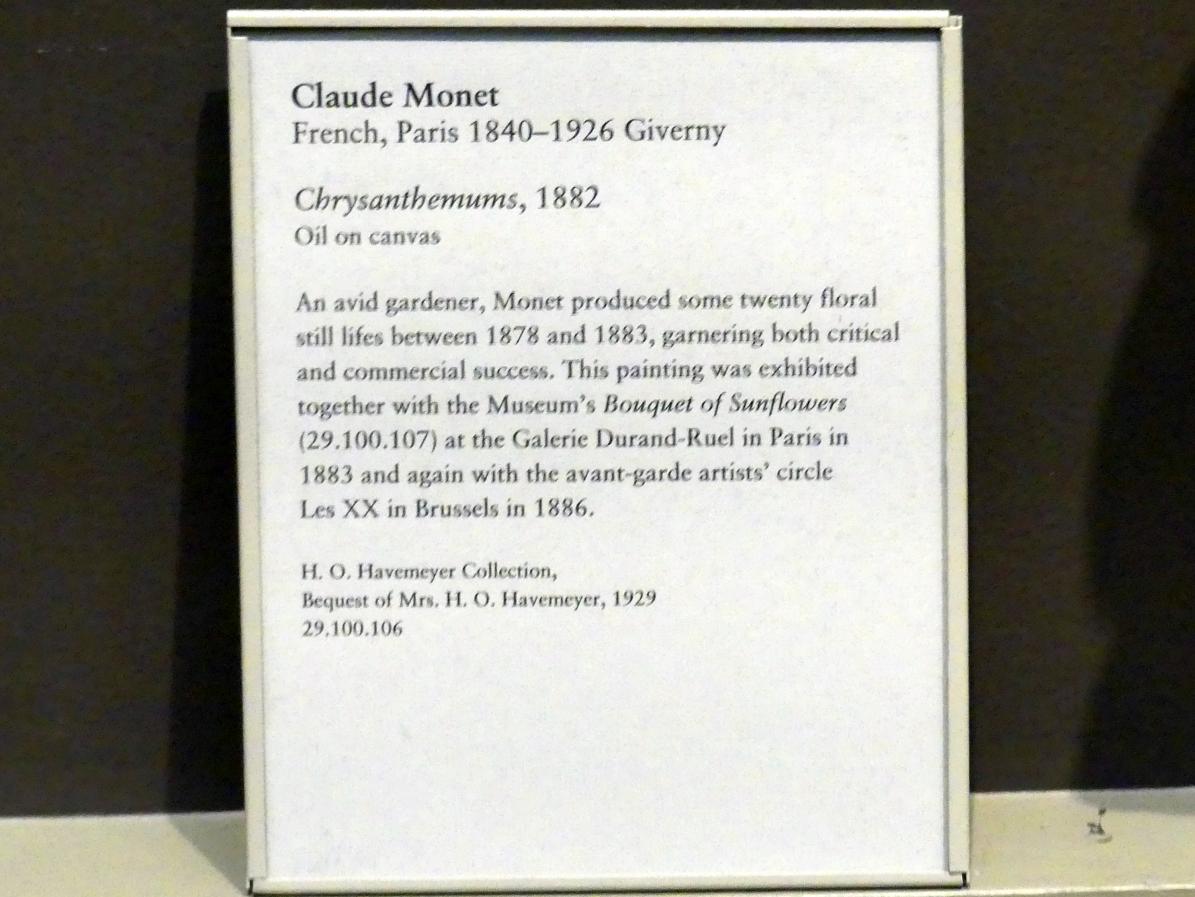 Claude Monet
French, Paris 1840–1926 Giverny
Chrysanthemums, 1882
Oil on canvas
An avid gardener, Monet produced some twenty floral
still lifes between 1878 and 1883, garnering both critical
and commercial success. This painting was exhibited
together with the Museum's Bouquet of Sunflowers
(29.100.107) at the Galerie Durand-Ruel in Paris in
1883 and again with the avant-garde artists' circle
Les XX in Brussels in 1886.
H. O. Havemeyer Collection,
Bequest of Mrs. H. O. Havemeyer, 1929
29.100.106